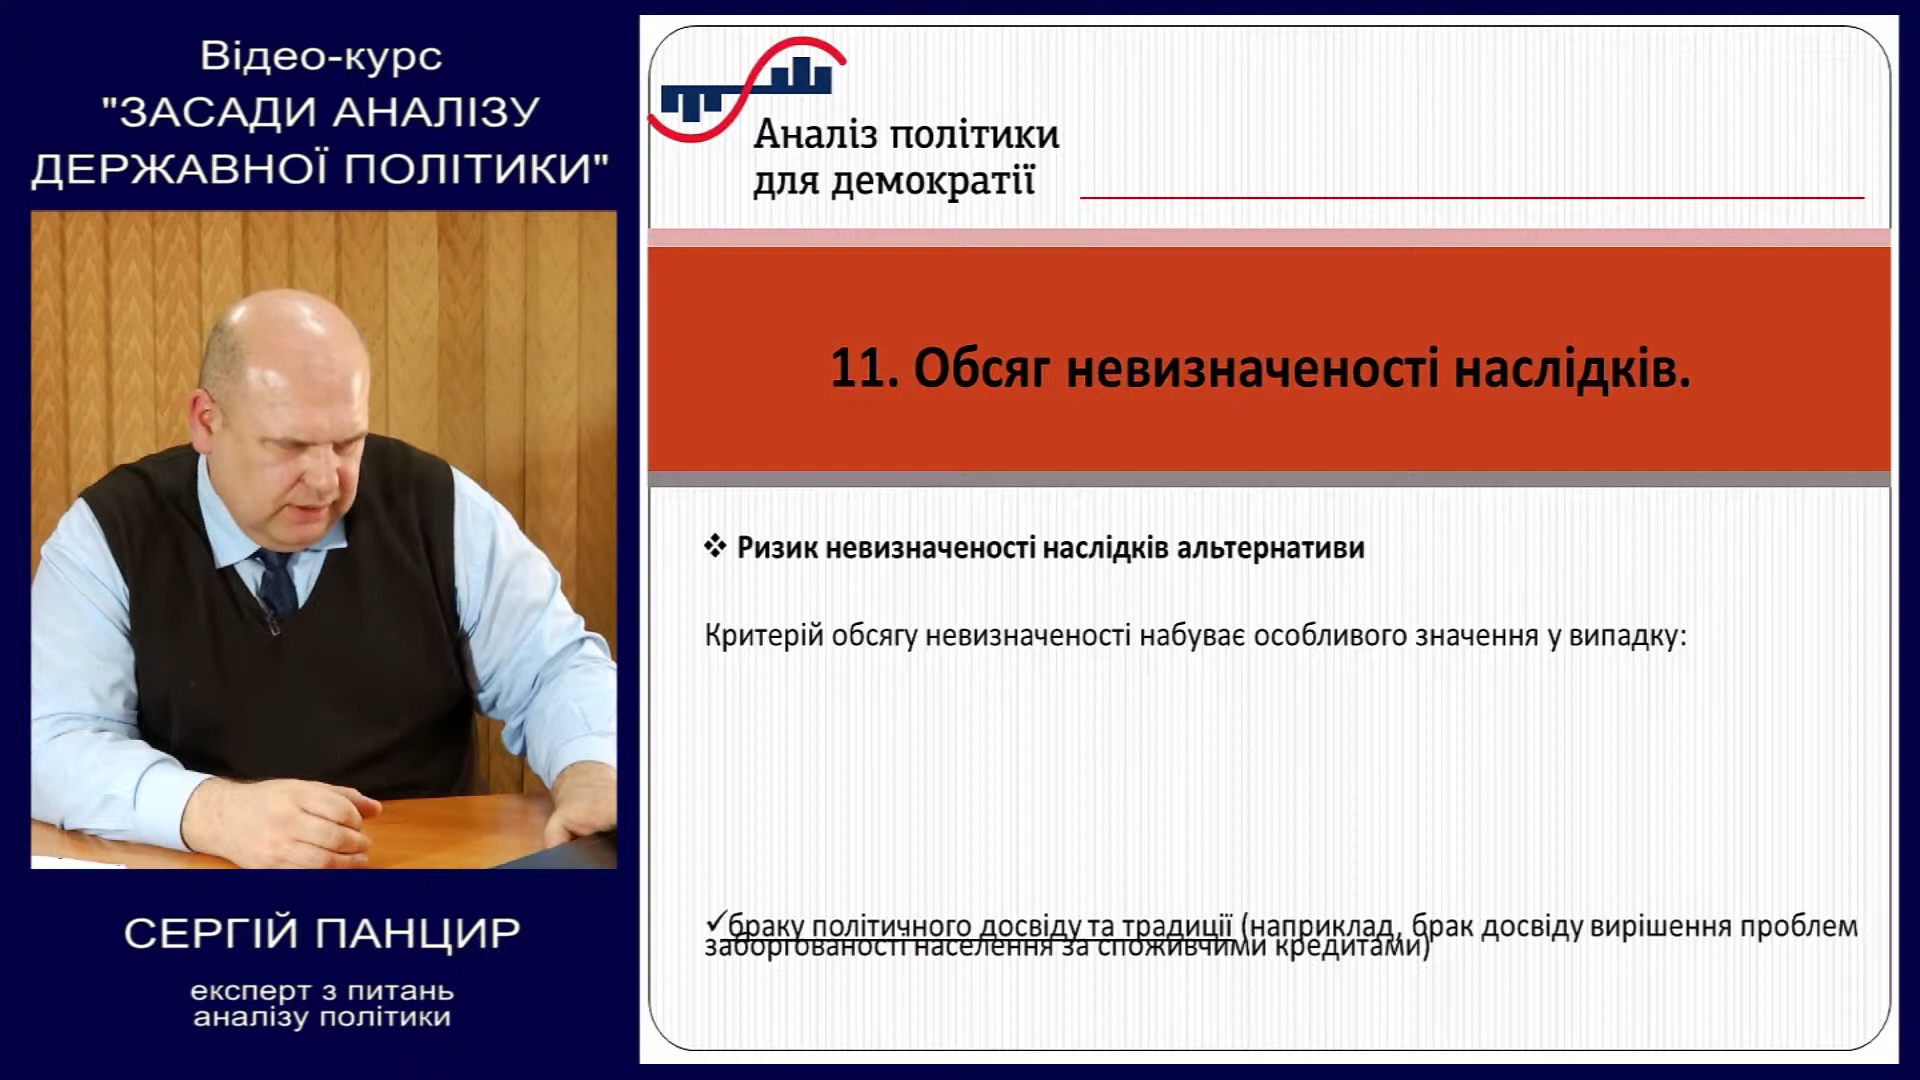 Відео-курс
"ЗАСАДИ АНАЛІЗУ
ДЕРЖАВНОЇ ПОЛІТИКИ"
СЕРГІЙ ПАНЦИР
експерт з питань
аналізу політики
Аналіз політики
для демократії
11. Обсяг невизначеності наслідків.
❖ Ризик невизначеності наслідків альтернативи
Критерій обсягу невизначеності набуває особливого значення у випадку:
✓браку політичного досвіду та традиції (наприклад, брак досвіду вирішення проблем
заборгованості населення за споживчими кредитами)